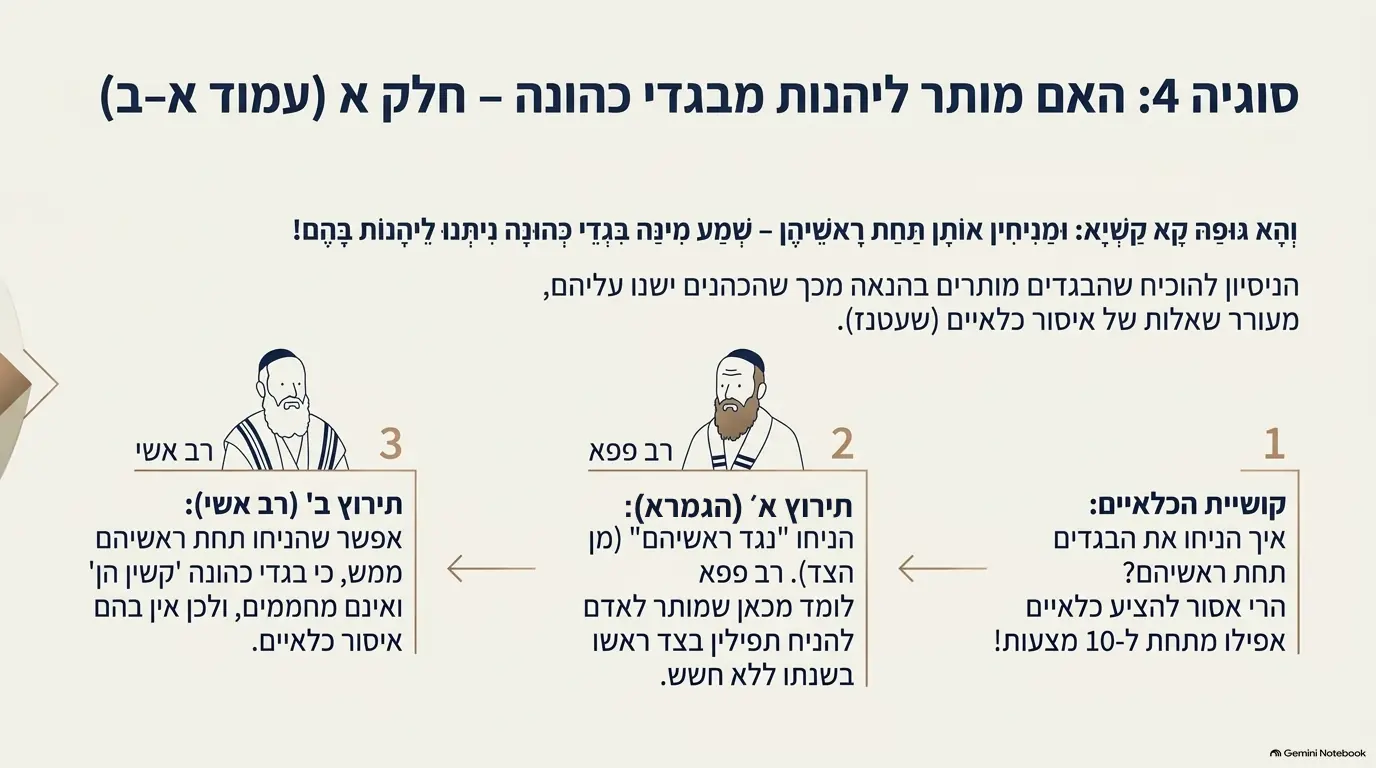 סוגיה 4: האם מותר ליהנות מבגדי כהונה – חלק א (עמוד א–ב)
וְהָא גּוּפַהּ קָא קַשְׁיָא: וּמַנִיחִין אוֹתָן תַּחַת רָאשֵׁיהֶן – שְׁמַע מִינַּה בִּגְדֵי כְּהוּנָּה נִיתְּנוּ לֵיהָנוֹת בָּהֶם!
הניסיון להוכיח שהבגדים מותרים בהנאה מכך שהכהנים ישנו עליהם,
מעורר שאלות של איסור כלאיים (שעטנז).
1
קושיית הכלאיים:
איך הניחו את הבגדים
תחת ראשיהם?
הרי אסור להציע כלאיים
אפילו מתחת ל-10 מצעות!
2
רב פפא
תירוץ א׳ (הגמרא):
הניחו "נגד ראשיהם" (מן
הצד). רב פפא
לומד מכאן שמותר לאדם
להניח תפילין בצד ראשו
בשנתו ללא חשש.
3
רב אשי
תירוץ ב' (רב אשי):
אפשר שהניחו תחת ראשיהם
ממש, כי בגדי כהונה 'קשין הן'
ואינם מחממים, ולכן אין בהם
איסור כלאיים.
Gemini Notebook